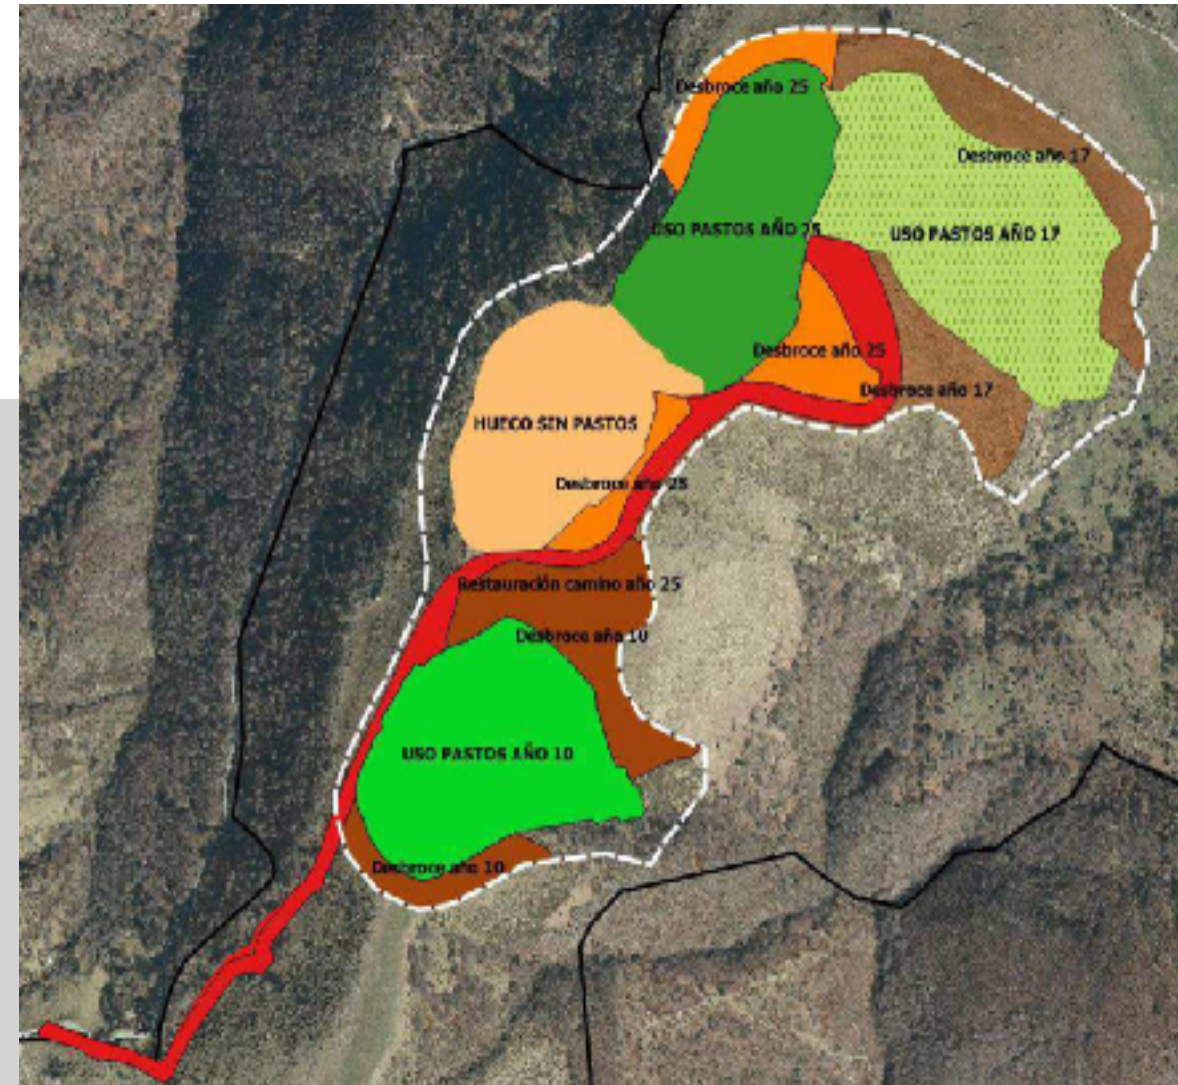 Desbroce año 25
Desbroce año 17
USO PASTOS AÑO 25
USO PASTOS AÑO 17
Desbroce año 25
Desbroce año 17
HUECO SIN PASTOS
Desbroce año 25
Restauración camino año 25
Desbroce año 10
USO PASTOS AÑO 10
Desbroce año 10